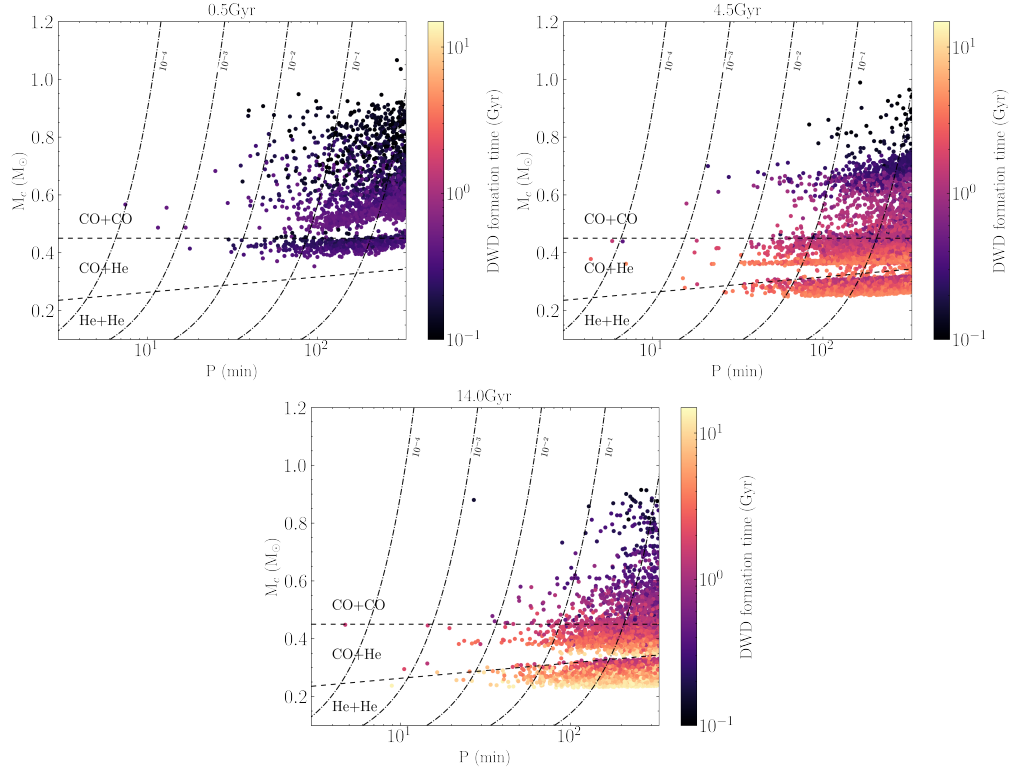 0.5Gyr
1.2
1.0
0.8
0.6
0.4
0.2
M_c (M_⊙)
10^-4
10^-3
10^-2
10^-1
CO+CO
CO+He
He+He
10^1
10^2
P (min)
10^1
10^0
10^-1
DWD formation time (Gyr)
4.5Gyr
1.2
1.0
0.8
0.6
0.4
0.2
M_c (M_⊙)
10^-4
10^-3
10^-2
10^-1
CO+CO
CO+He
He+He
10^1
10^2
P (min)
10^1
10^0
10^-1
DWD formation time (Gyr)
14.0Gyr
1.2
1.0
0.8
0.6
0.4
0.2
M_c (M_⊙)
10^-4
10^-3
10^-2
10^-1
CO+CO
CO+He
He+He
10^1
10^2
P (min)
10^1
10^0
10^-1
DWD formation time (Gyr)